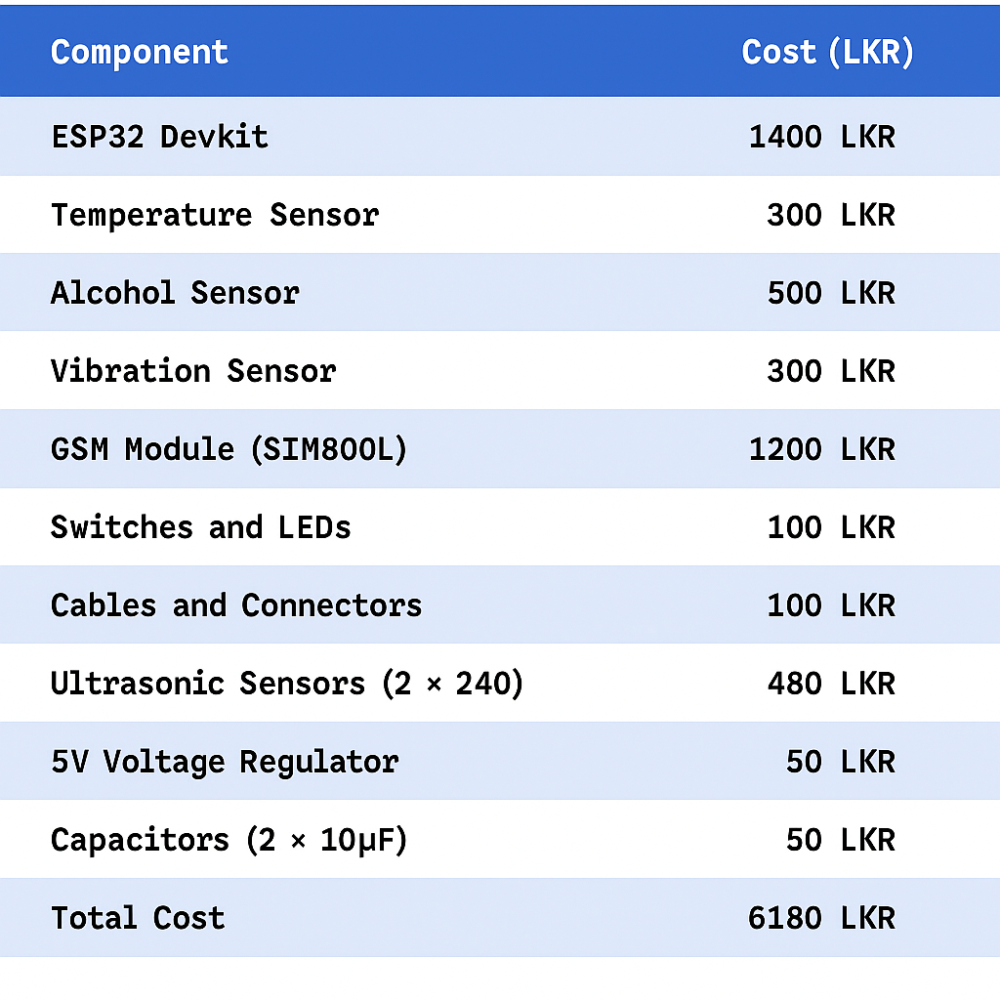 Component Cost (LKR)
ESP32 Devkit 1400 LKR
Temperature Sensor 300 LKR
Alcohol Sensor 500 LKR
Vibration Sensor 300 LKR
GSM Module (SIM800L) 1200 LKR
Switches and LEDs 100 LKR
Cables and Connectors 100 LKR
Ultrasonic Sensors (2 × 240) 480 LKR
5V Voltage Regulator 50 LKR
Capacitors (2 × 10µF) 50 LKR
Total Cost 6180 LKR